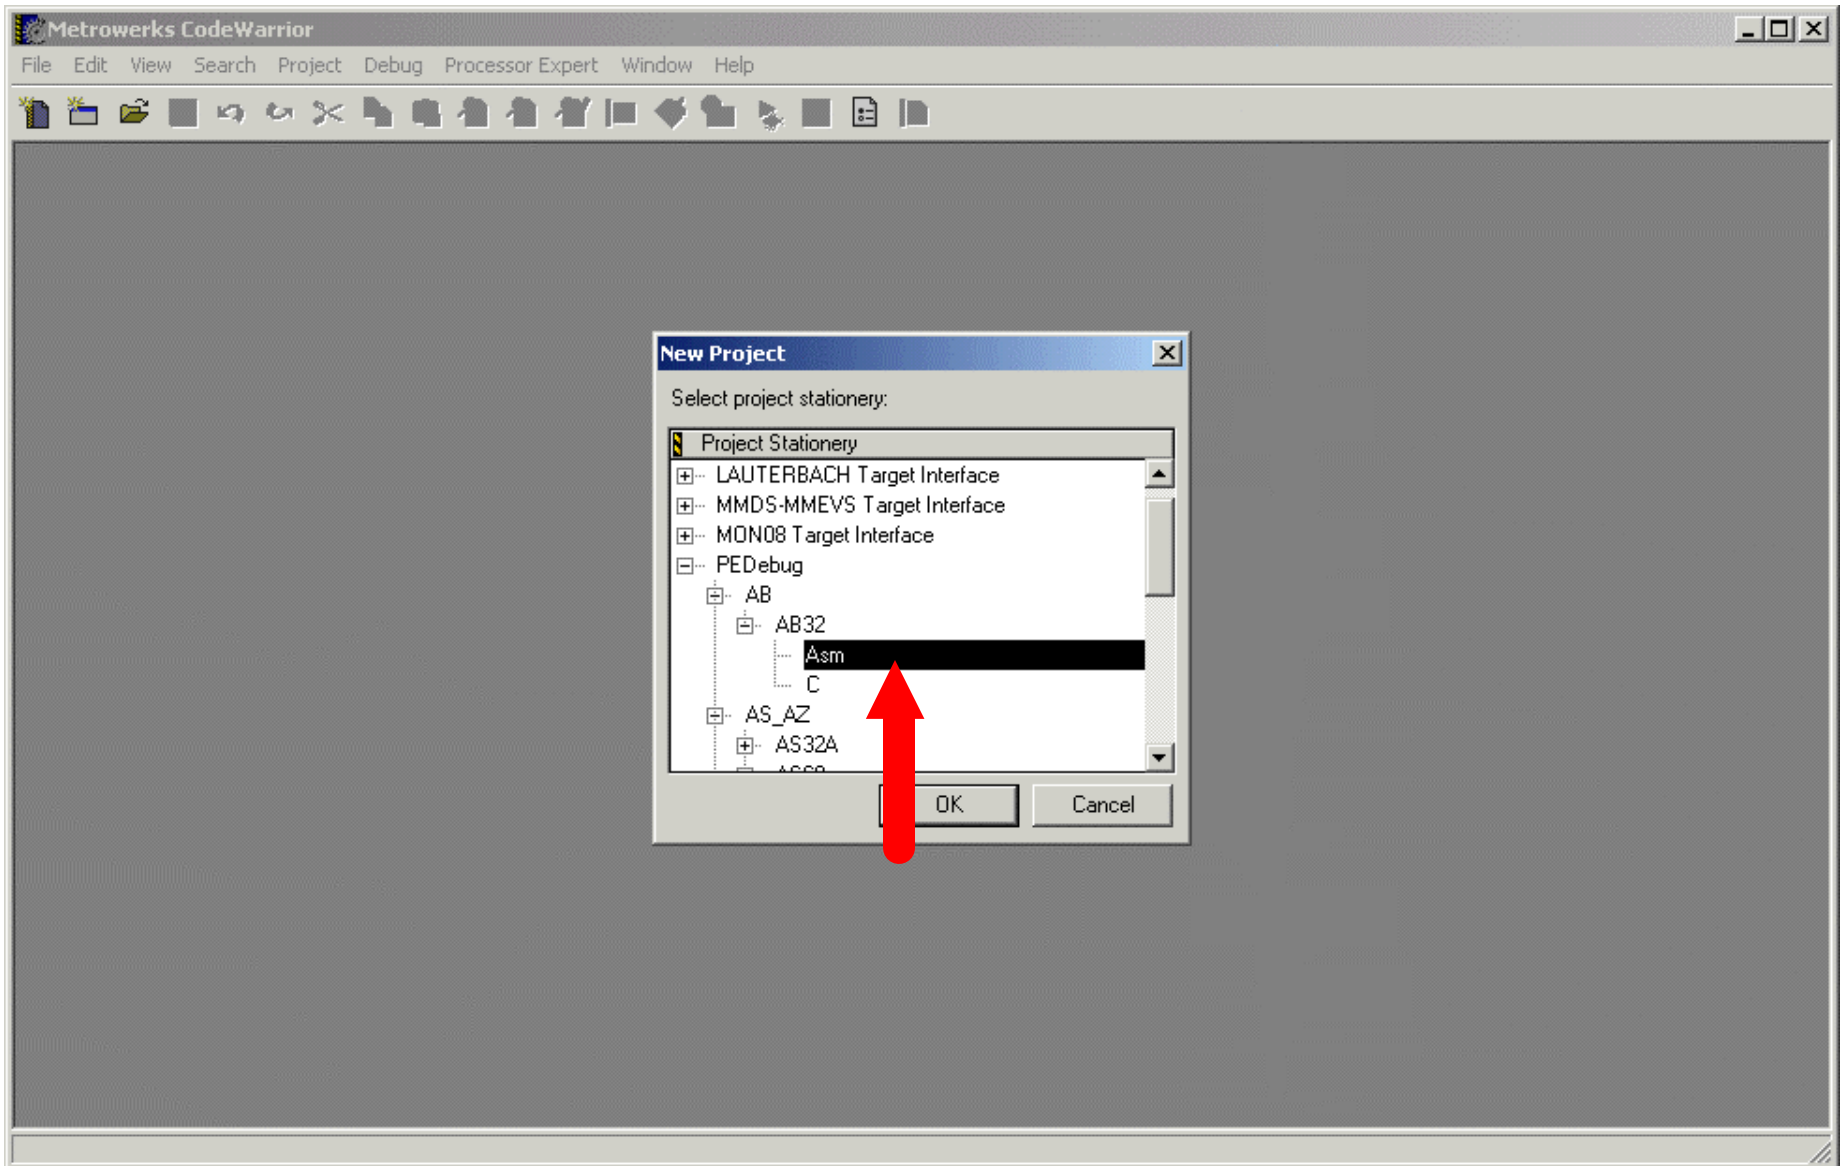 Metrowerks CodeWarrior
File Edit View Search Project Debug Processor Expert Window Help
New Project
Select project stationery:
Project Stationery
LAUTERBACH Target Interface
MMDS-MMEVS Target Interface
MON08 Target Interface
PEDebug
AB
AB32
Asm
C
AS_AZ
AS32A
OK Cancel